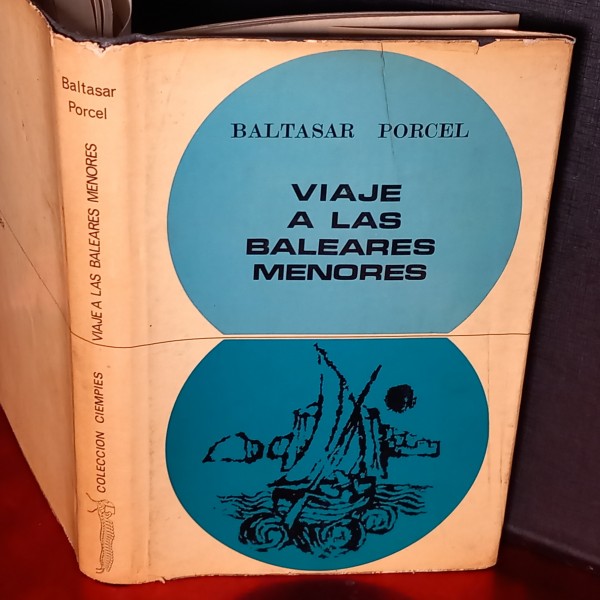 Baltasar
Porcel
VIAJE A LAS BALEARES MENORES
COLECCION CIEMPIES
BALTASAR PORCEL
VIAJE
A LAS
BALEARES
MENORES